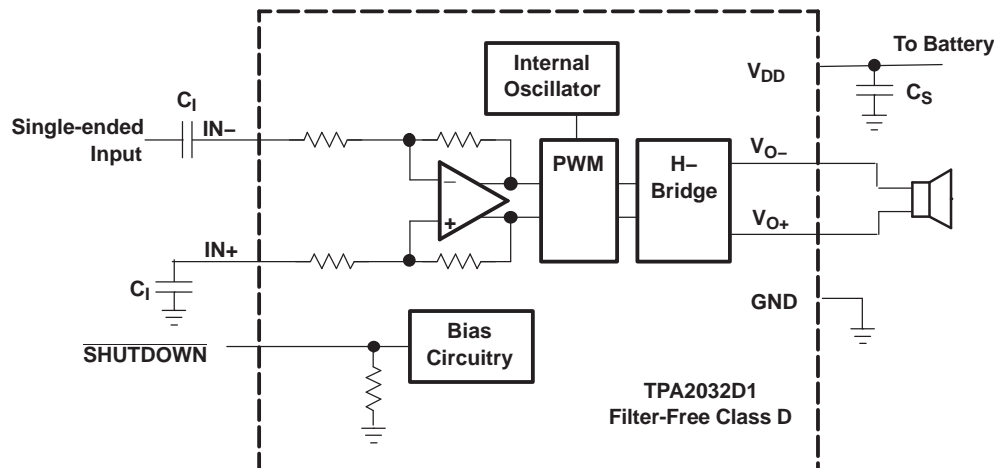 To Battery
Internal
Oscillator
VDD
CS
CI
Single-ended
Input
IN−
−
+
PWM
H−
Bridge
VO−
VO+
IN+
CI
GND
SHUTDOWN
Bias
Circuitry
TPA2032D1
Filter-Free Class D